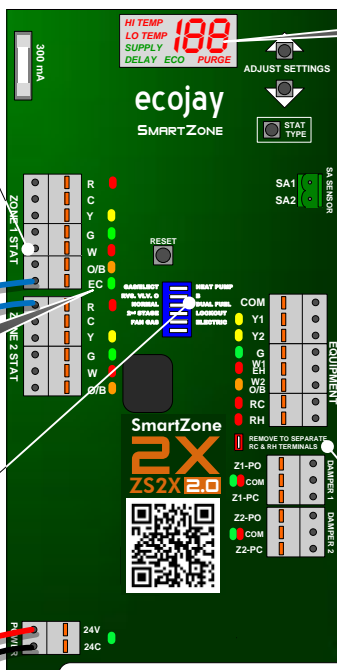 HI TEMP
LO TEMP
SUPPLY
DELAY ECO PURGE
188
300 mA
ADJUST SETTINGS
ecojay
SMARTZONE
STAT
TYPE
SA SENSOR
SA1
SA2
ZONE 1 STAT
R
C
Y
G
W
O/B
EC
RESET
GAS/ELECT HEAT PUMP
RVS. VLV. O B
NORMAL DUAL FUEL
2nd STAGE LOCKOUT
FAN GAS ELECTRIC
ZONE 2 STAT
R
C
Y
G
W
O/B
EQUIPMENT
COM
Y1
Y2
G
W1
EH
W2
O/B
RC
RH
REMOVE TO SEPARATE
RC & RH TERMINALS
SmartZone
2X
ZS2X 2.0
DAMPER 1
Z1-PO
COM
Z1-PC
DAMPER 2
Z2-PO
COM
Z2-PC
POWER
24V
24C